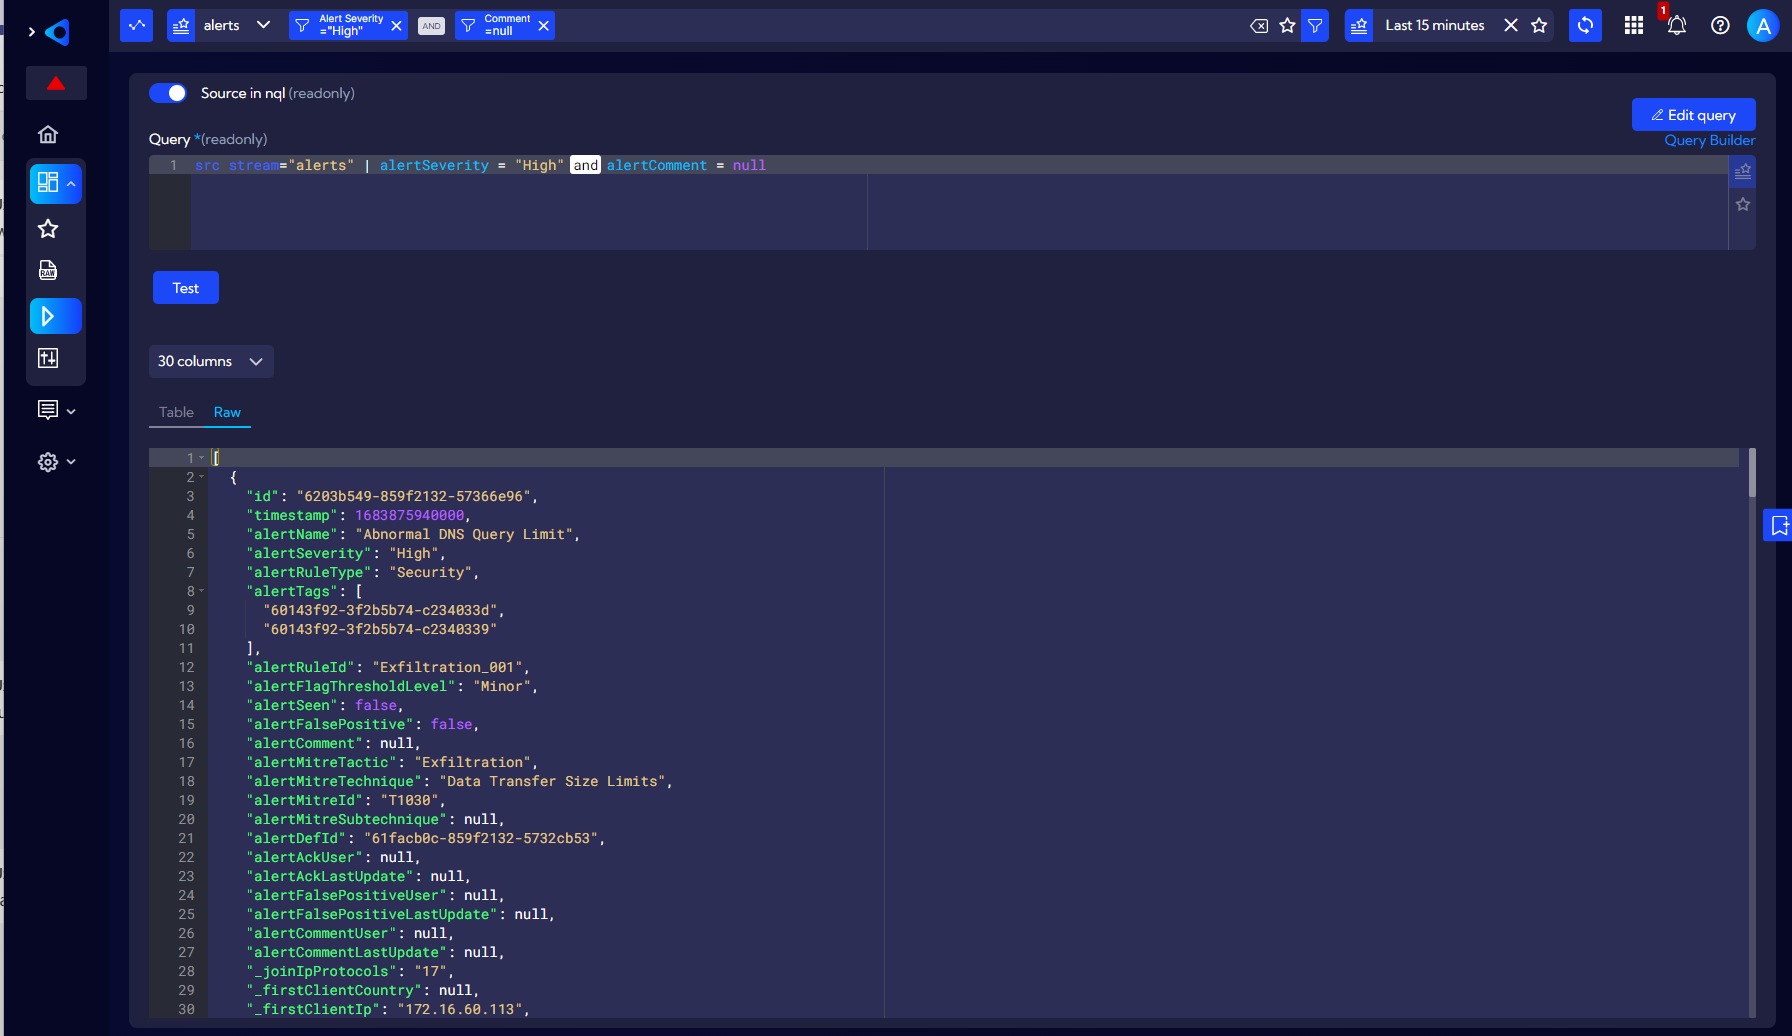 alerts
Alert Severity
="High"
AND
Comment
=null
Last 15 minutes
1
A
Source in nql (readonly)
Edit query
Query *(readonly)
Query Builder
1 src stream="alerts" | alertSeverity = "High" and alertComment = null
RAW
Test
30 columns
Table Raw
1 [
2 {
3 "id": "6203b549-859f2132-57366e96",
4 "timestamp": 1683875940000,
5 "alertName": "Abnormal DNS Query Limit",
6 "alertSeverity": "High",
7 "alertRuleType": "Security",
8 "alertTags": [
9 "60143f92-3f2b5b74-c234033d",
10 "60143f92-3f2b5b74-c2340339"
11 ],
12 "alertRuleId": "Exfiltration_001",
13 "alertFlagThresholdLevel": "Minor",
14 "alertSeen": false,
15 "alertFalsePositive": false,
16 "alertComment": null,
17 "alertMitreTactic": "Exfiltration",
18 "alertMitreTechnique": "Data Transfer Size Limits",
19 "alertMitreId": "T1030",
20 "alertMitreSubtechnique": null,
21 "alertDefId": "61facb0c-859f2132-5732cb53",
22 "alertAckUser": null,
23 "alertAckLastUpdate": null,
24 "alertFalsePositiveUser": null,
25 "alertFalsePositiveLastUpdate": null,
26 "alertCommentUser": null,
27 "alertCommentLastUpdate": null,
28 "_joinIpProtocols": "17",
29 "_firstClientCountry": null,
30 "_firstClientIp": "172.16.60.113",